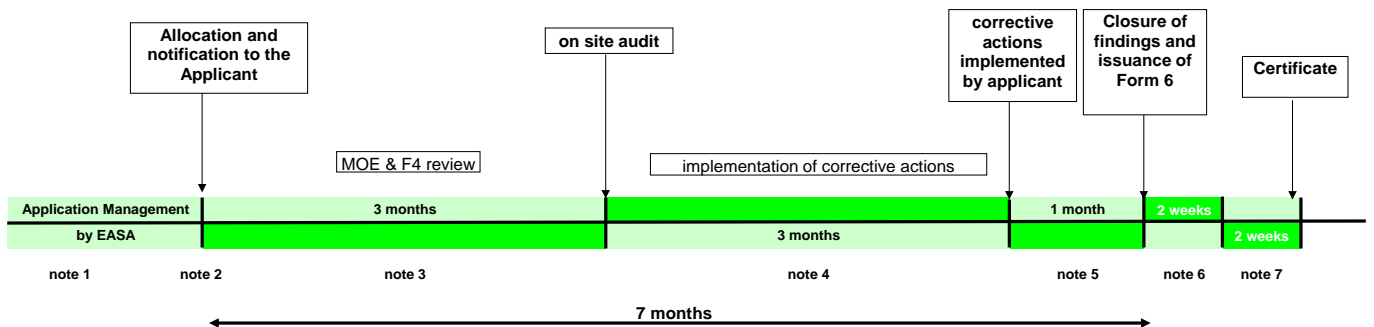 Allocation and
notification to the
Applicant
on site audit
corrective
actions
implemented
by applicant
Closure of
findings and
issuance of
Form 6
Certificate
MOE & F4 review
implementation of corrective actions
Application Management
3 months
1 month
2 weeks
by EASA
3 months
2 weeks
note 1
note 2
note 3
note 4
note 5
note 6
note 7
7 months